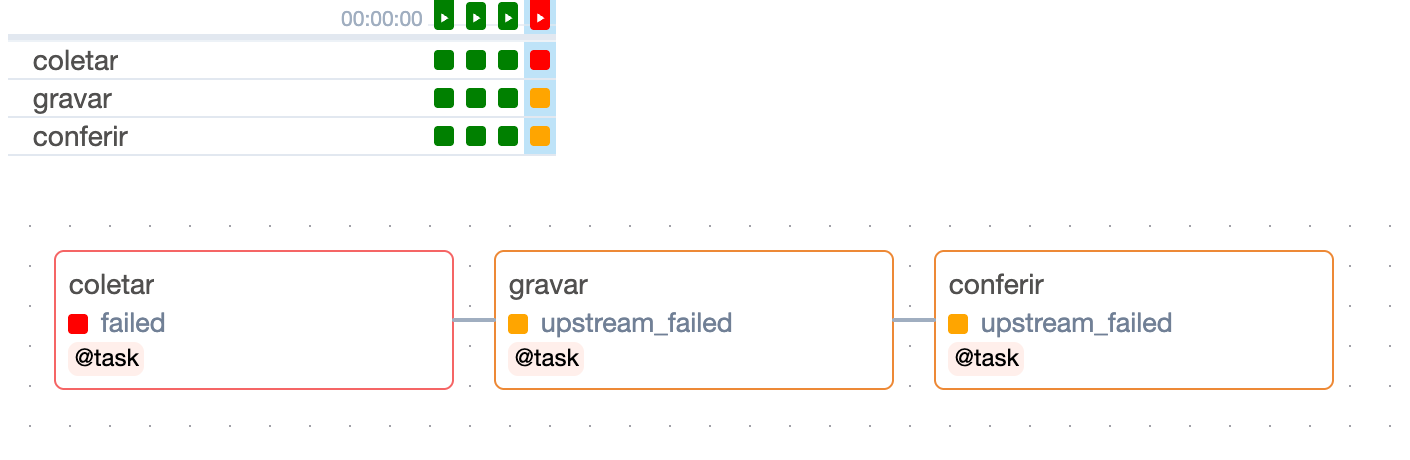 00:00:00
coletar
gravar
conferir
coletar
failed
@task
gravar
upstream_failed
@task
conferir
upstream_failed
@task